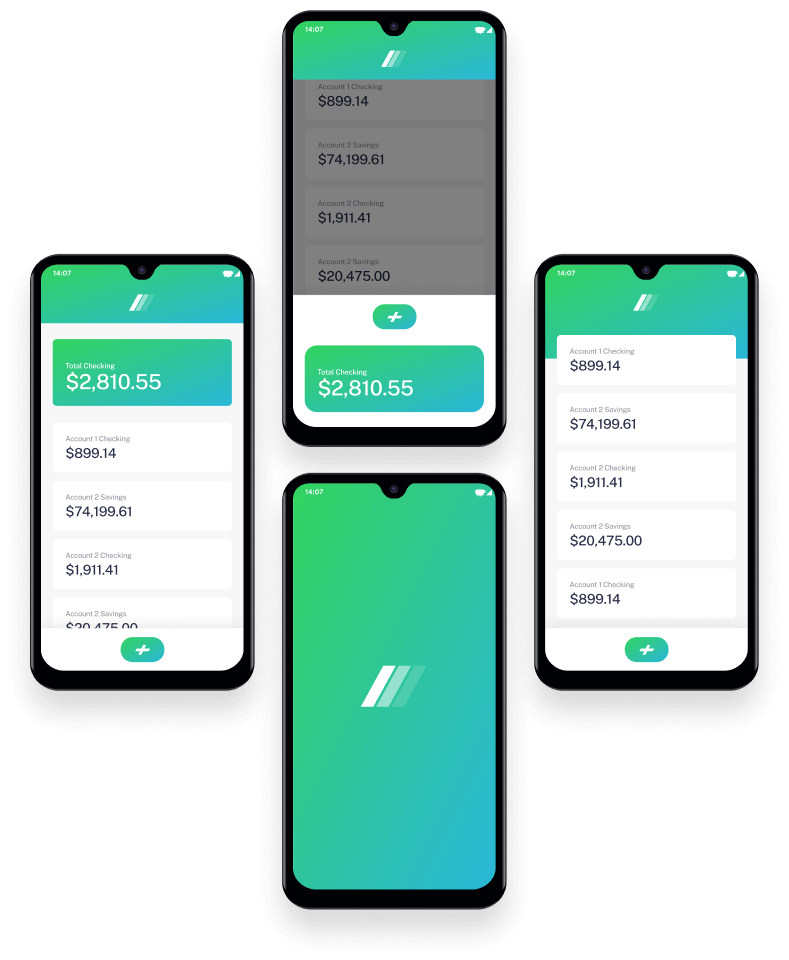 14:07
Account 1 Checking
$899.14
Account 2 Savings
$74,199.61
Account 2 Checking
$1,911.41
Account 2 Savings
$20,475.00
Total Checking
$2,810.55
14:07
Total Checking
$2,810.55
Account 1 Checking
$899.14
Account 2 Savings
$74,199.61
Account 2 Checking
$1,911.41
Account 2 Savings
$20,475.00
14:07
Account 1 Checking
$899.14
Account 2 Savings
$74,199.61
Account 2 Checking
$1,911.41
Account 2 Savings
$20,475.00
Account 1 Checking
$899.14
14:07